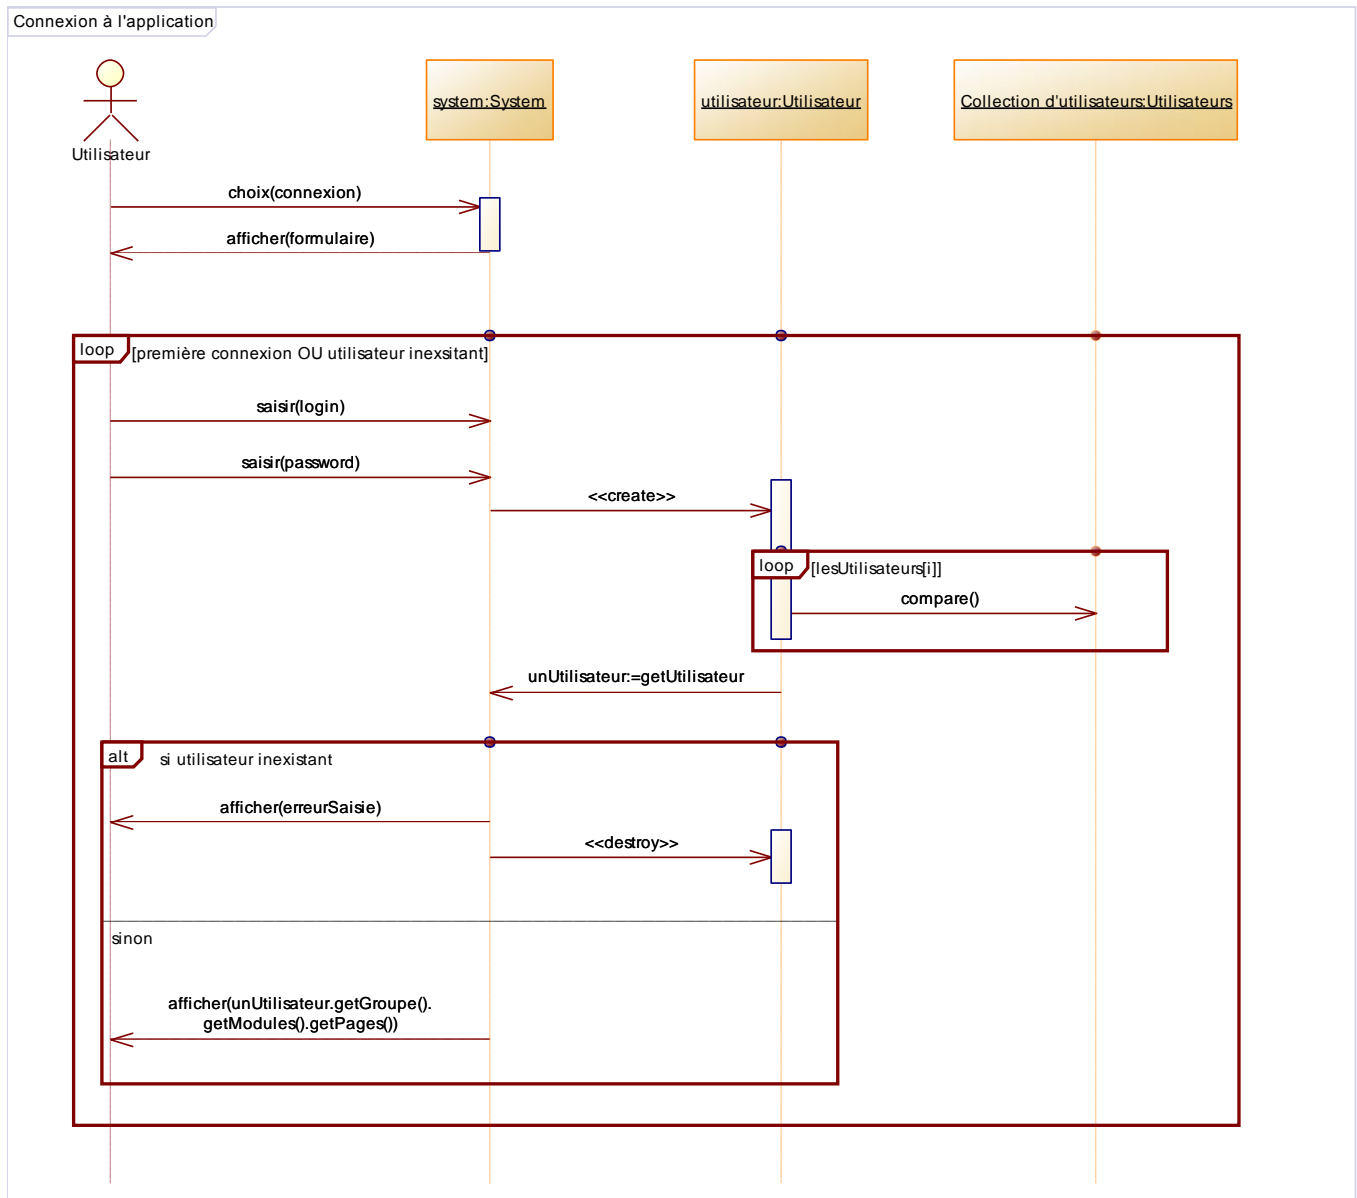 Connexion à l'application
Utilisateur
system:System
utilisateur:Utilisateur
Collection d'utilisateurs:Utilisateurs
choix(connexion)
afficher(formulaire)
loop
[première connexion OU utilisateur inexsitant]
saisir(login)
saisir(password)
<<create>>
loop
[lesUtilisateurs[i]]
compare()
unUtilisateur:=getUtilisateur
alt
si utilisateur inexistant
afficher(erreurSaisie)
<<destroy>>
sinon
afficher(unUtilisateur.getGroupe().
getModules().getPages())